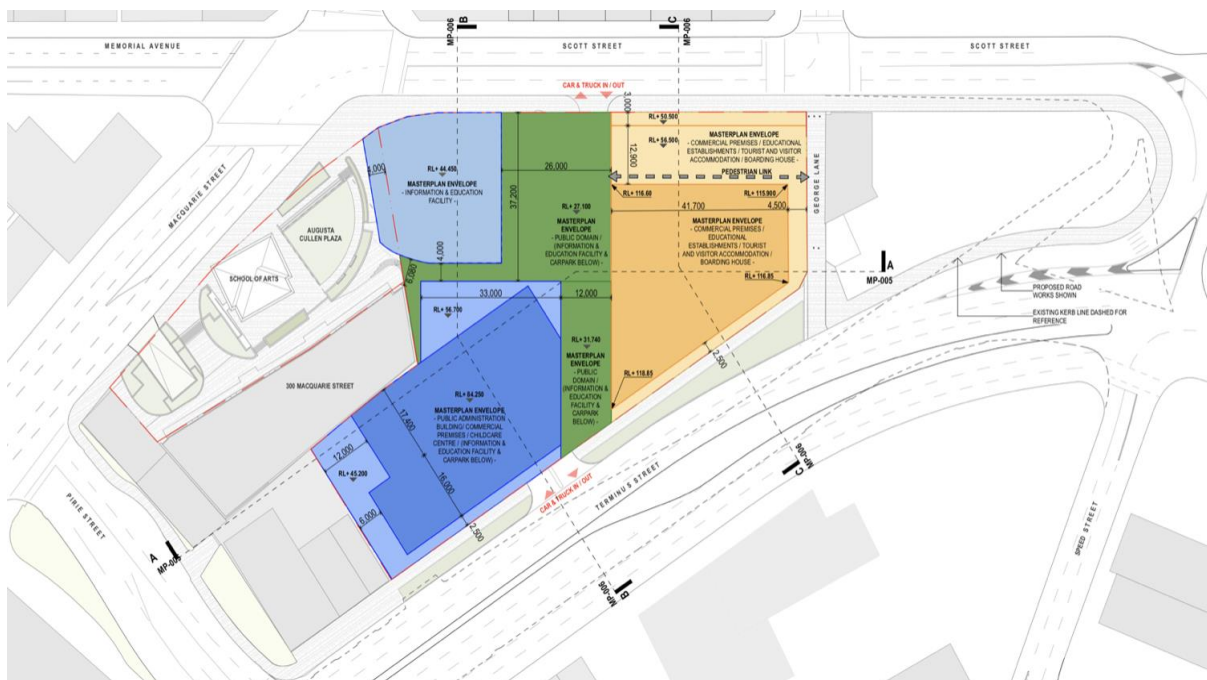 MEMORIAL AVENUE
SCOTT STREET
SCOTT STREET
MP-006
B
C
MP-006
CAR & TRUCK IN / OUT
3,000
RL+ 50.500
RL+ 56.500
12,900
MASTERPLAN ENVELOPE
- COMMERCIAL PREMISES / EDUCATIONAL
ESTABLISHMENTS / TOURIST AND VISITOR
ACCOMMODATION / BOARDING HOUSE -
PEDESTRIAN LINK
GEORGE LANE
MACQUARIE STREET
4,000
RL+ 44.450
MASTERPLAN ENVELOPE
- INFORMATION & EDUCATION
FACILITY -
26,000
37,200
RL+ 27.100
MASTERPLAN
ENVELOPE
- PUBLIC DOMAIN /
(INFORMATION &
EDUCATION FACILITY &
CARPARK BELOW) -
RL+ 116.60
RL+ 115.900
41,700
4,500
MASTERPLAN ENVELOPE
- COMMERCIAL PREMISES /
EDUCATIONAL
ESTABLISHMENTS / TOURIST
AND VISITOR ACCOMMODATION /
BOARDING HOUSE -
RL+ 116.85
AUGUSTA
CULLEN PLAZA
SCHOOL OF ARTS
6,080
4,000
33,000
12,000
RL+ 56.700
A
MP-005
PROPOSED ROAD
WORKS SHOWN
EXISTING KERB LINE DASHED FOR
REFERENCE
RL+ 31.740
MASTERPLAN
ENVELOPE
- PUBLIC
DOMAIN /
(INFORMATION &
EDUCATION
FACILITY &
CARPARK
BELOW) -
2,500
RL+ 118.85
300 MACQUARIE STREET
RL+ 84.250
MASTERPLAN ENVELOPE
- PUBLIC ADMINISTRATION
BUILDING/ COMMERCIAL
PREMISES / CHILDCARE
CENTRE / (INFORMATION &
EDUCATION FACILITY &
CARPARK BELOW) -
12,000
RL+ 45.200
6,000
16,000
2,500
CAR & TRUCK IN / OUT
TERMINUS STREET
C
MP-006
PIRIE STREET
A
B
MP-006
SPEED STREET